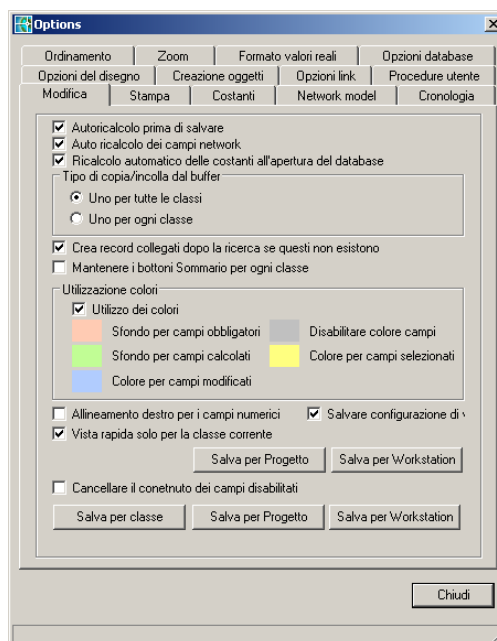 Options
Ordinamento Zoom Formato valori reali Opzioni database
Opzioni del disegno Creazione oggetti Opzioni link Procedure utente
Modifica Stampa Costanti Network model Cronologia
Autoricalcolo prima di salvare
Auto ricalcolo dei campi network
Ricalcolo automatico delle costanti all'apertura del database
Tipo di copia/incolla dal buffer
Uno per tutte le classi
Uno per ogni classe
Crea record collegati dopo la ricerca se questi non esistono
Mantenere i bottoni Sommario per ogni classe
Utilizzazione colori
Utilizzo dei colori
Sfondo per campi obbligatori Disabilitare colore campi
Sfondo per campi calcolati Colore per campi selezionati
Colore per campi modificati
Allineamento destro per i campi numerici Salvare configurazione di
Vista rapida solo per la classe corrente
Salva per Progetto Salva per Workstation
Cancellare il conetnuto dei campi disabilitati
Salva per classe Salva per Progetto Salva per Workstation
Chiudi